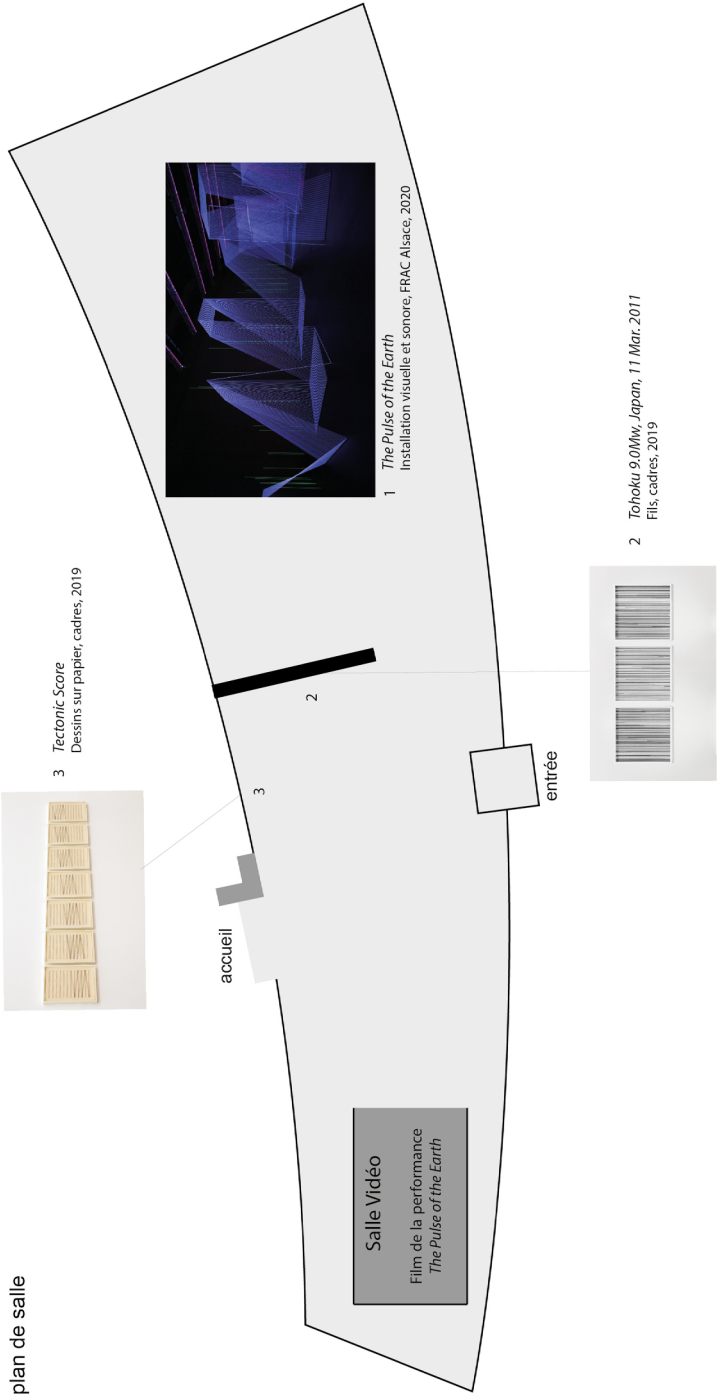 plan de salle
Salle Vidéo
Film de la performance
The Pulse of the Earth
accueil
3
3 Tectonic Score
Dessins sur papier, cadres, 2019
2
entrée
1 The Pulse of the Earth
Installation visuelle et sonore, FRAC Alsace, 2020
2 Tohoku 9.0Mw, Japan, 11 Mar. 2011
Fils, cadres, 2019